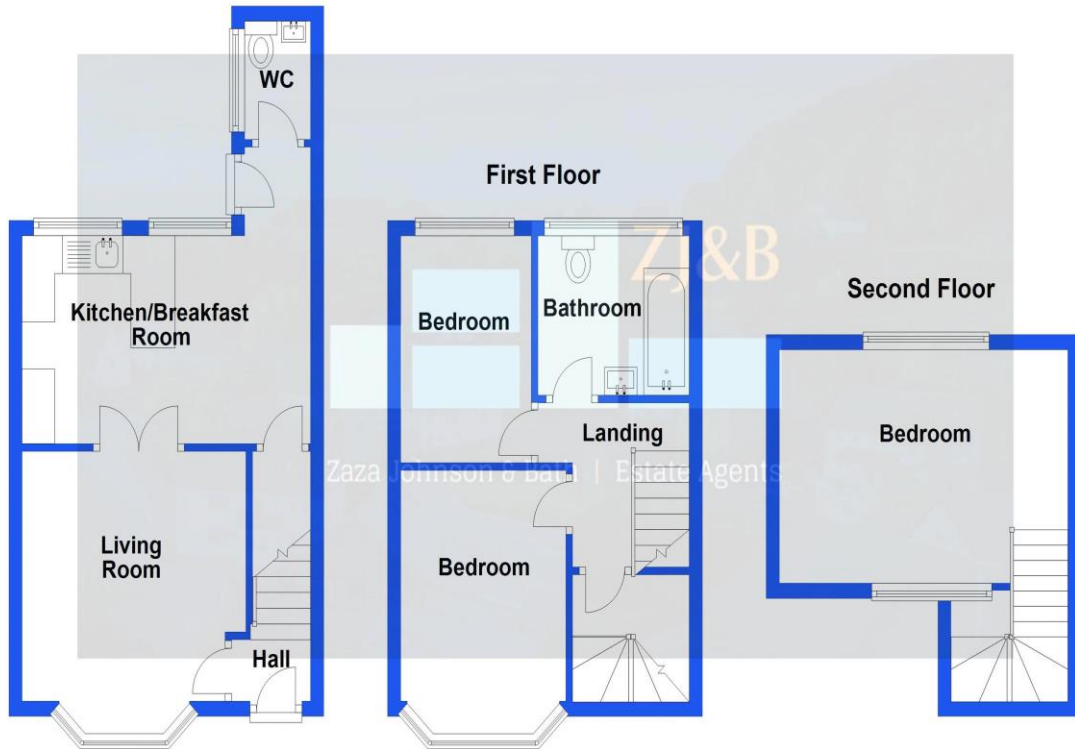 WC
Kitchen/Breakfast
Room
Living
Room
Hall
First Floor
Bedroom
Bathroom
Landing
Bedroom
Second Floor
Bedroom
ZJ&B
Zaza Johnson & Bath | Estate Agents